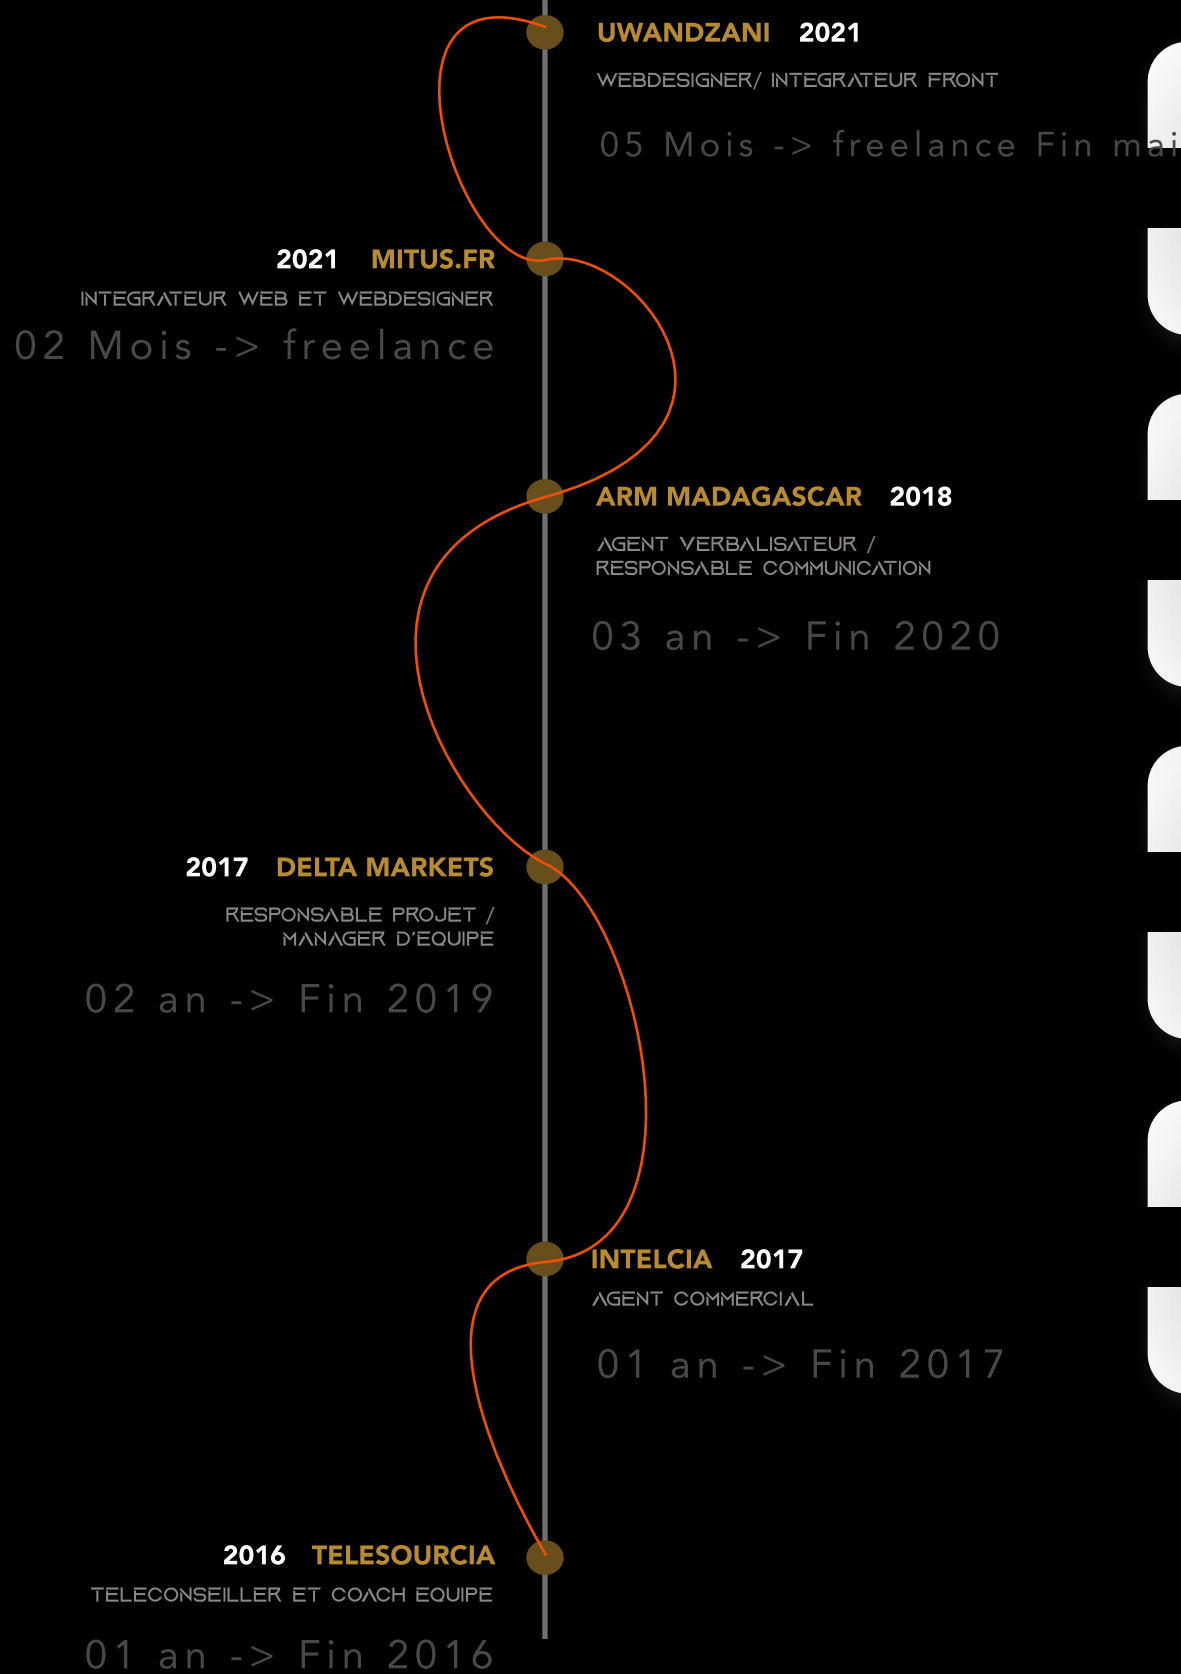 UWANDZANI 2021
WEBDESIGNER/ INTEGRATEUR FRONT
05 Mois -> freelance Fin mai
2021 MITUS.FR
INTEGRATEUR WEB ET WEBDESIGNER
02 Mois -> freelance
ARM MADAGASCAR 2018
AGENT VERBALISATEUR /
RESPONSABLE COMMUNICATION
03 an -> Fin 2020
2017 DELTA MARKETS
RESPONSABLE PROJET /
MANAGER D'EQUIPE
02 an -> Fin 2019
INTELCIA 2017
AGENT COMMERCIAL
01 an -> Fin 2017
2016 TELESOURCIA
TELECONSEILLER ET COACH EQUIPE
01 an -> Fin 2016